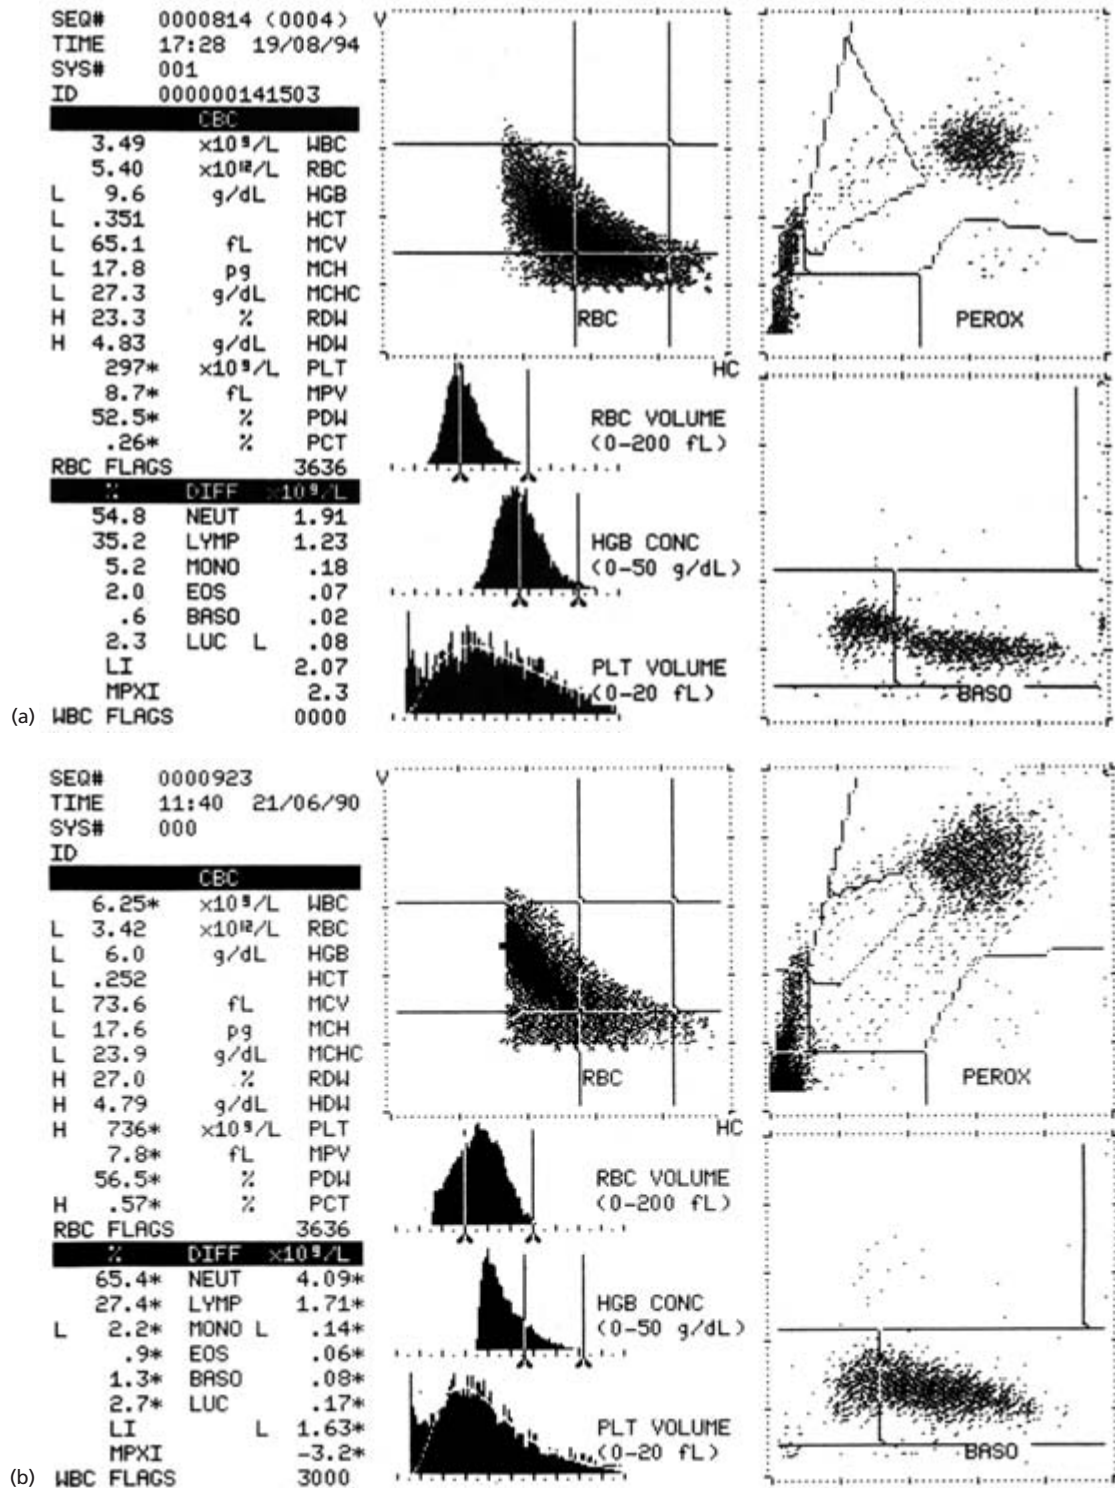 SEQ# 0000814 (0004)
TIME 17:28 19/08/94
SYS# 001
ID 000000141503
CBC
3.49 ×10⁹/L WBC
5.40 ×10¹²/L RBC
L 9.6 g/dL HGB
L .351 HCT
L 65.1 fL MCV
L 17.8 pg MCH
L 27.3 g/dL MCHC
H 23.3 % RDW
H 4.83 g/dL HDW
297* ×10⁹/L PLT
8.7* fL MPV
52.5* % PDW
.26* % PCT
RBC FLAGS 3636
% DIFF ×10⁹/L
54.8 NEUT 1.91
35.2 LYMP 1.23
5.2 MONO .18
2.0 EOS .07
.6 BASO .02
2.3 LUC L .08
LI 2.07
MPXI 2.3
(a) WBC FLAGS 0000
V
RBC
HC
RBC VOLUME
(0-200 fL)
HGB CONC
(0-50 g/dL)
PLT VOLUME
(0-20 fL)
PEROX
BASO
SEQ# 0000923
TIME 11:40 21/06/90
SYS# 000
ID
CBC
6.25* ×10⁹/L WBC
L 3.42 ×10¹²/L RBC
L 6.0 g/dL HGB
L .252 HCT
L 73.6 fL MCV
L 17.6 pg MCH
L 23.9 g/dL MCHC
H 27.0 % RDW
H 4.79 g/dL HDW
H 736* ×10⁹/L PLT
7.8* fL MPV
56.5* % PDW
H .57* % PCT
RBC FLAGS 3636
% DIFF ×10⁹/L
65.4* NEUT 4.09*
27.4* LYMP 1.71*
L 2.2* MONO L .14*
.9* EOS .06*
1.3* BASO .08*
2.7* LUC .17*
LI L 1.63*
MPXI -3.2*
(b) WBC FLAGS 3000
V
RBC
HC
RBC VOLUME
(0-200 fL)
HGB CONC
(0-50 g/dL)
PLT VOLUME
(0-20 fL)
PEROX
BASO